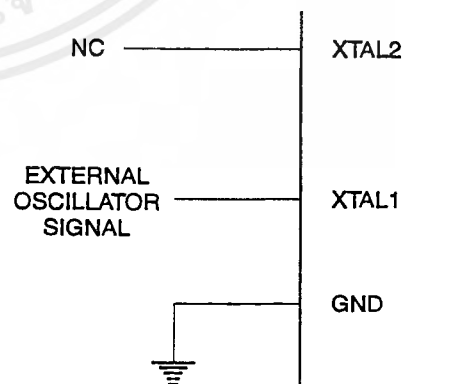 NC
XTAL2
EXTERNAL
OSCILLATOR
SIGNAL
XTAL1
GND